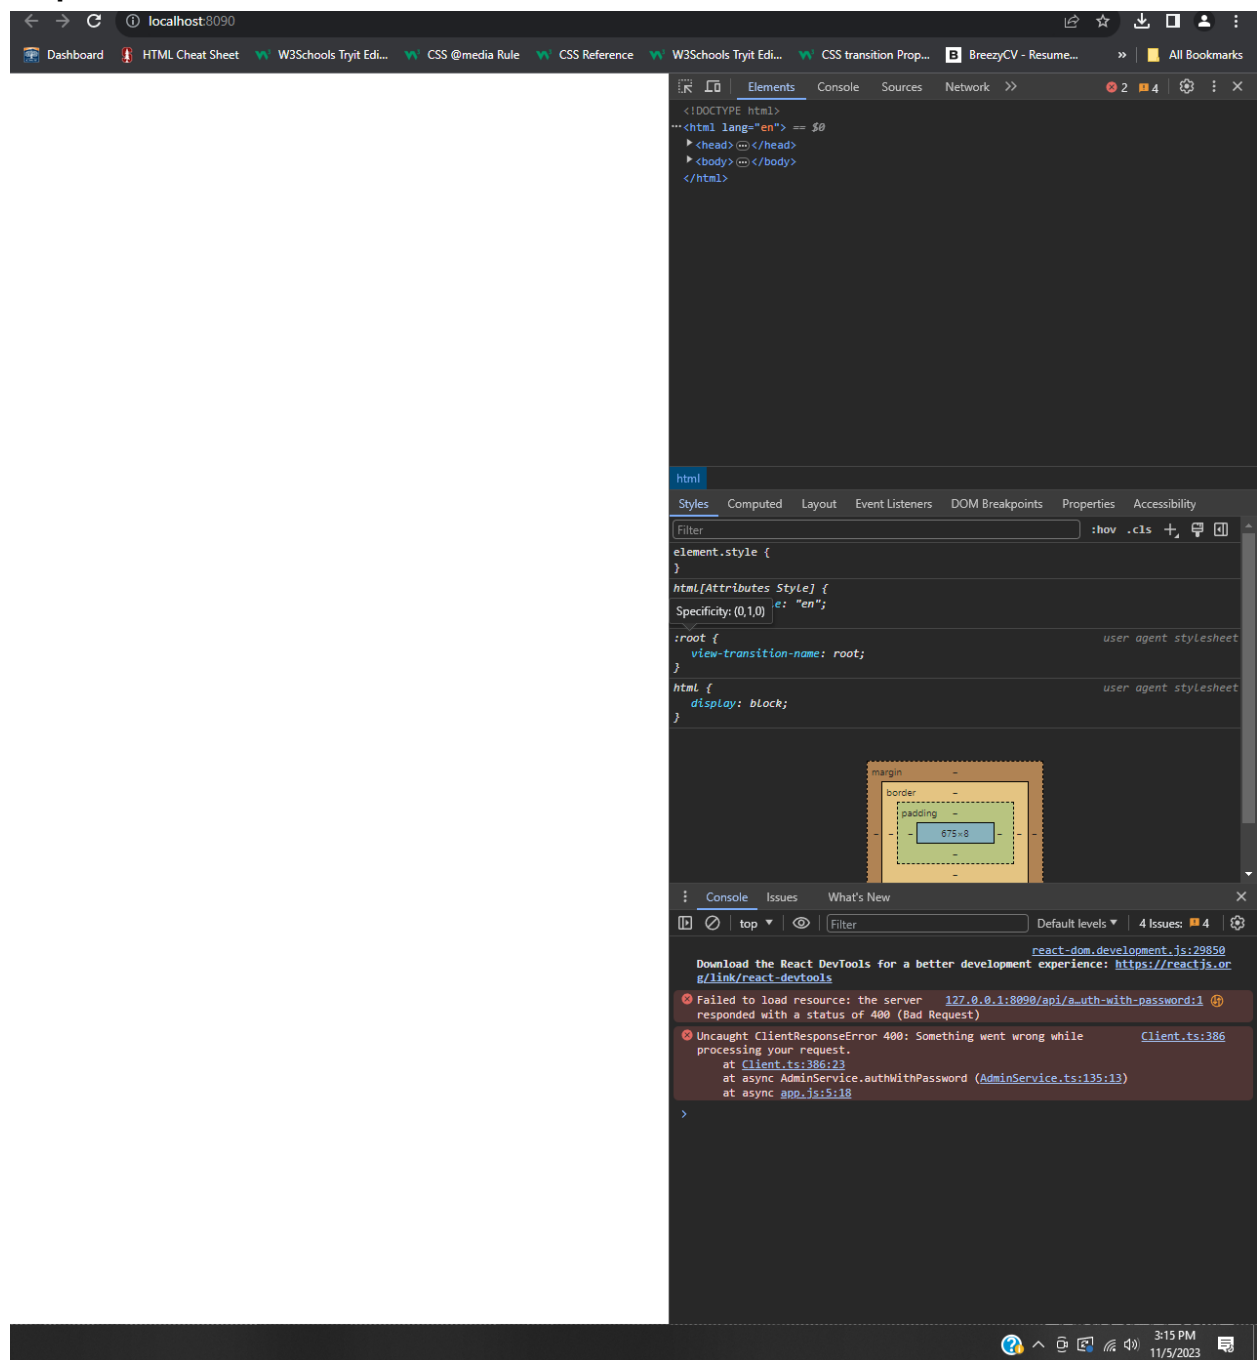 localhost:8090
Dashboard HTML Cheat Sheet W3Schools Tryit Edi... CSS @media Rule CSS Reference W3Schools Tryit Edi... CSS transition Prop... B BreezyCV - Resume... » All Bookmarks
Elements Console Sources Network 2 4
<!DOCTYPE html>
<html lang="en"> == $0
<head> </head>
<body> </body>
</html>
html
Styles Computed Layout Event Listeners DOM Breakpoints Properties Accessibility
Filter :hov .cls
element.style {
}
html[Attributes Style] {
Specificity: (0,1,0) e: "en";
:root { user agent stylesheet
view-transition-name: root;
}
html { user agent stylesheet
display: block;
}
margin –
border –
padding –
– – – 675×8 – – –
–
–
Console Issues What's New
top Filter Default levels 4 Issues: 4
react-dom.development.js:29850
Download the React DevTools for a better development experience: https://reactjs.or
g/link/react-devtools
Failed to load resource: the server 127.0.0.1:8090/api/a…uth-with-password:1
responded with a status of 400 (Bad Request)
Uncaught ClientResponseError 400: Something went wrong while Client.ts:386
processing your request.
at Client.ts:386:23
at async AdminService.authWithPassword (AdminService.ts:135:13)
at async app.js:5:18
3:15 PM
11/5/2023